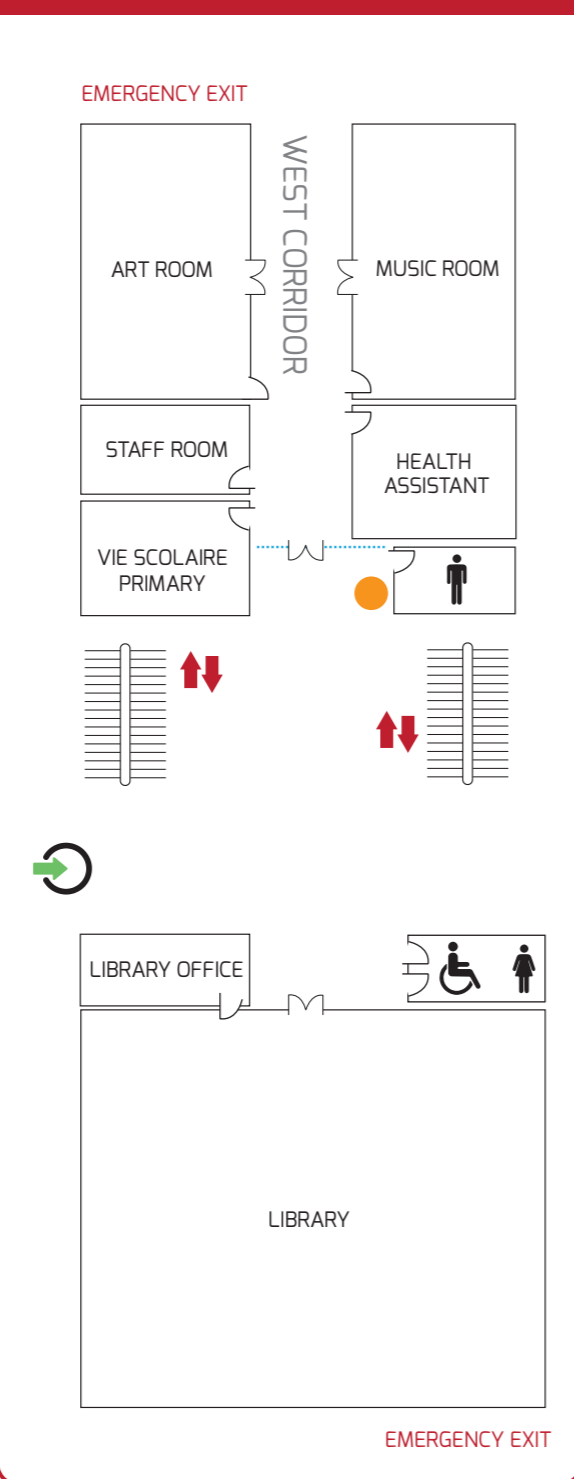 EMERGENCY EXIT
WEST CORRIDOR
ART ROOM
MUSIC ROOM
STAFF ROOM
HEALTH
ASSISTANT
VIE SCOLAIRE
PRIMARY
LIBRARY OFFICE
LIBRARY
EMERGENCY EXIT